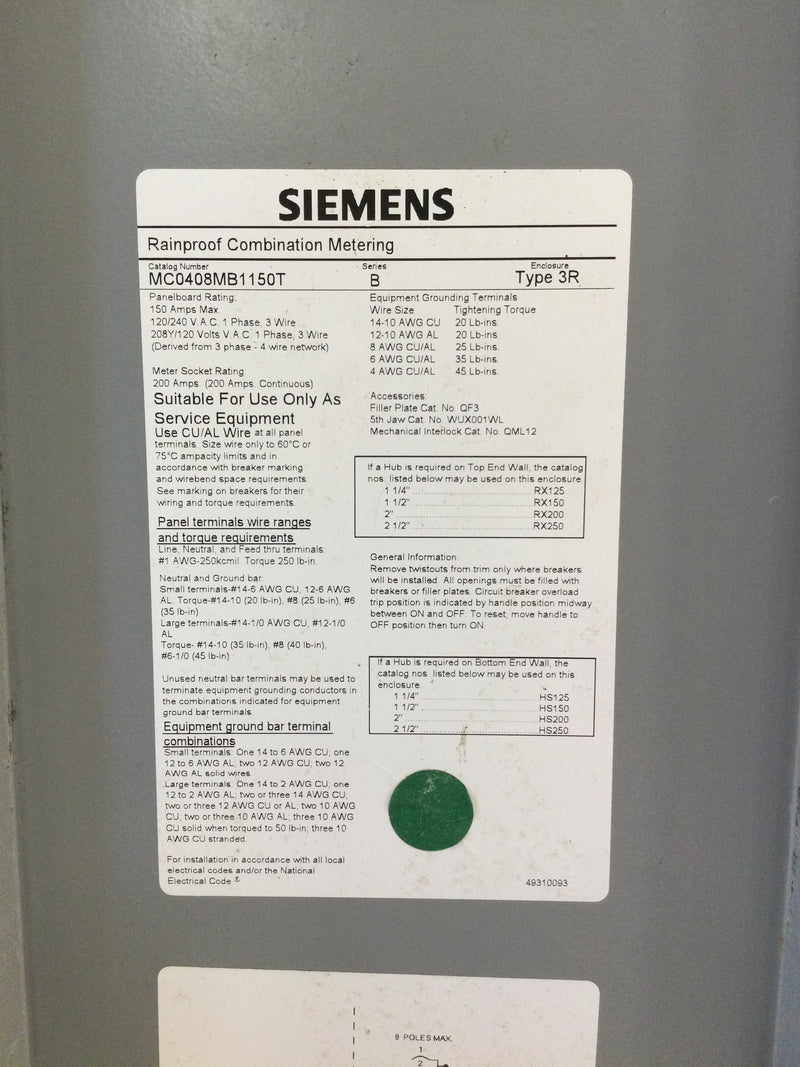 SIEMENS
Rainproof Combination Metering
Catalog Number
MC0408MB1150T
Series
B
Enclosure
Type 3R
Panelboard Rating:
150 Amps Max.
120/240 V.A.C. 1 Phase, 3 Wire
208Y/120 Volts V.A.C. 1 Phase, 3 Wire
(Derived from 3 phase - 4 wire network)
Meter Socket Rating
200 Amps (200 Amps. Continuous)
Suitable For Use Only As
Service Equipment
Use CU/AL Wire at all panel
terminals. Size wire only to 60°C or
75°C ampacity limits and in
accordance with breaker marking
and wirebend space requirements.
See marking on breakers for their
wiring and torque requirements.
Panel terminals wire ranges
and torque requirements
Line, Neutral, and Feed thru terminals:
#1 AWG-250kcmil. Torque 250 lb-in.
Neutral and Ground bar.
Small terminals-#14-6 AWG CU, 12-6 AWG
AL. Torque-#14-10 (20 lb-in), #8 (25 lb-in), #6
(35 lb-in)
Large terminals-#14-1/0 AWG CU, #12-1/0
AL
Torque- #14-10 (35 lb-in), #8 (40 lb-in),
#6-1/0 (45 lb-in)
Unused neutral bar terminals may be used to
terminate equipment grounding conductors in
the combinations indicated for equipment
ground bar terminals
Equipment ground bar terminal
combinations
Small terminals: One 14 to 6 AWG CU; one
12 to 6 AWG AL; two 12 AWG CU; two 12
AWG AL solid wires
Large terminals: One 14 to 2 AWG CU; one
12 to 2 AWG AL; two or three 14 AWG CU;
two or three 12 AWG CU or AL; two 10 AWG
CU; two or three 10 AWG AL; three 10 AWG
CU solid when torqued to 50 lb-in; three 10
AWG CU stranded.
For installation in accordance with all local
electrical codes and/or the National
Electrical Code ®
Equipment Grounding Terminals
Wire Size Tightening Torque
14-10 AWG CU 20 Lb-ins.
12-10 AWG AL 20 Lb-ins.
8 AWG CU/AL 25 Lb-ins.
6 AWG CU/AL 35 Lb-ins.
4 AWG CU/AL 45 Lb-ins.
Accessories:
Filler Plate Cat. No. QF3
5th Jaw Cat. No. WUX001WL
Mechanical Interlock Cat. No. QML12
If a Hub is required on Top End Wall, the catalog
nos. listed below may be used on this enclosure.
1 1/4" RX125
1 1/2" RX150
2" RX200
2 1/2" RX250
General Information:
Remove twistouts from trim only where breakers
will be installed. All openings must be filled with
breakers or filler plates. Circuit breaker overload
trip position is indicated by handle position midway
between ON and OFF. To reset, move handle to
OFF position then turn ON.
If a Hub is required on Bottom End Wall, the
catalog nos. listed below may be used on this
enclosure.
1 1/4" HS125
1 1/2" HS150
2" HS200
2 1/2" HS250
49310093
8 POLES MAX.
1
2